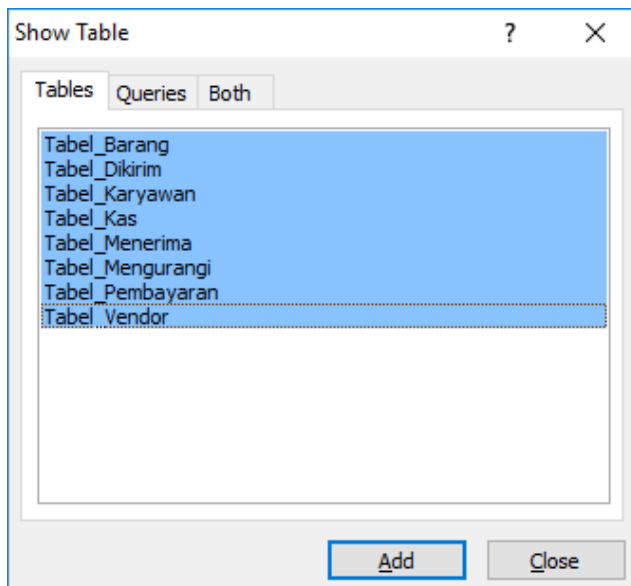 Show Table
?
Tables Queries Both
Tabel_Barang
Tabel_Dikirim
Tabel_Karyawan
Tabel_Kas
Tabel_Menerima
Tabel_Mengurangi
Tabel_Pembayaran
Tabel_Vendor
Add Close